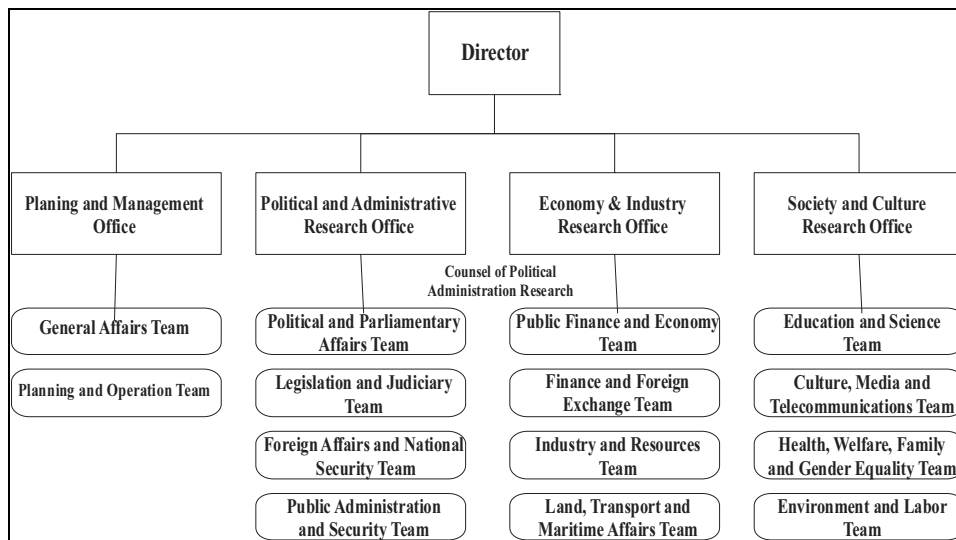 Director
Planing and Management
Office
Political and Administrative
Research Office
Economy & Industry
Research Office
Society and Culture
Research Office
Counsel of Political
Administration Research
General Affairs Team
Planning and Operation Team
Political and Parliamentary
Affairs Team
Legislation and Judiciary
Team
Foreign Affairs and National
Security Team
Public Administration
and Security Team
Public Finance and Economy
Team
Finance and Foreign
Exchange Team
Industry and Resources
Team
Land, Transport and
Maritime Affairs Team
Education and Science
Team
Culture, Media and
Telecommunications Team
Health, Welfare, Family
and Gender Equality Team
Environment and Labor
Team